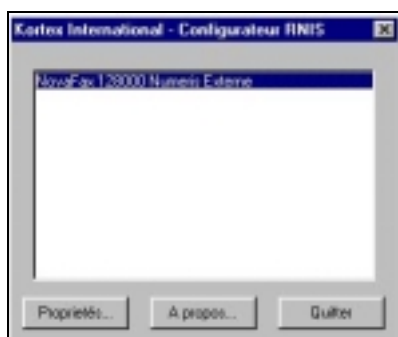 Kortex International - Configurateur RNIS
NovaFax 128000 Numeris Externe
Propriétés...
A propos...
Quitter